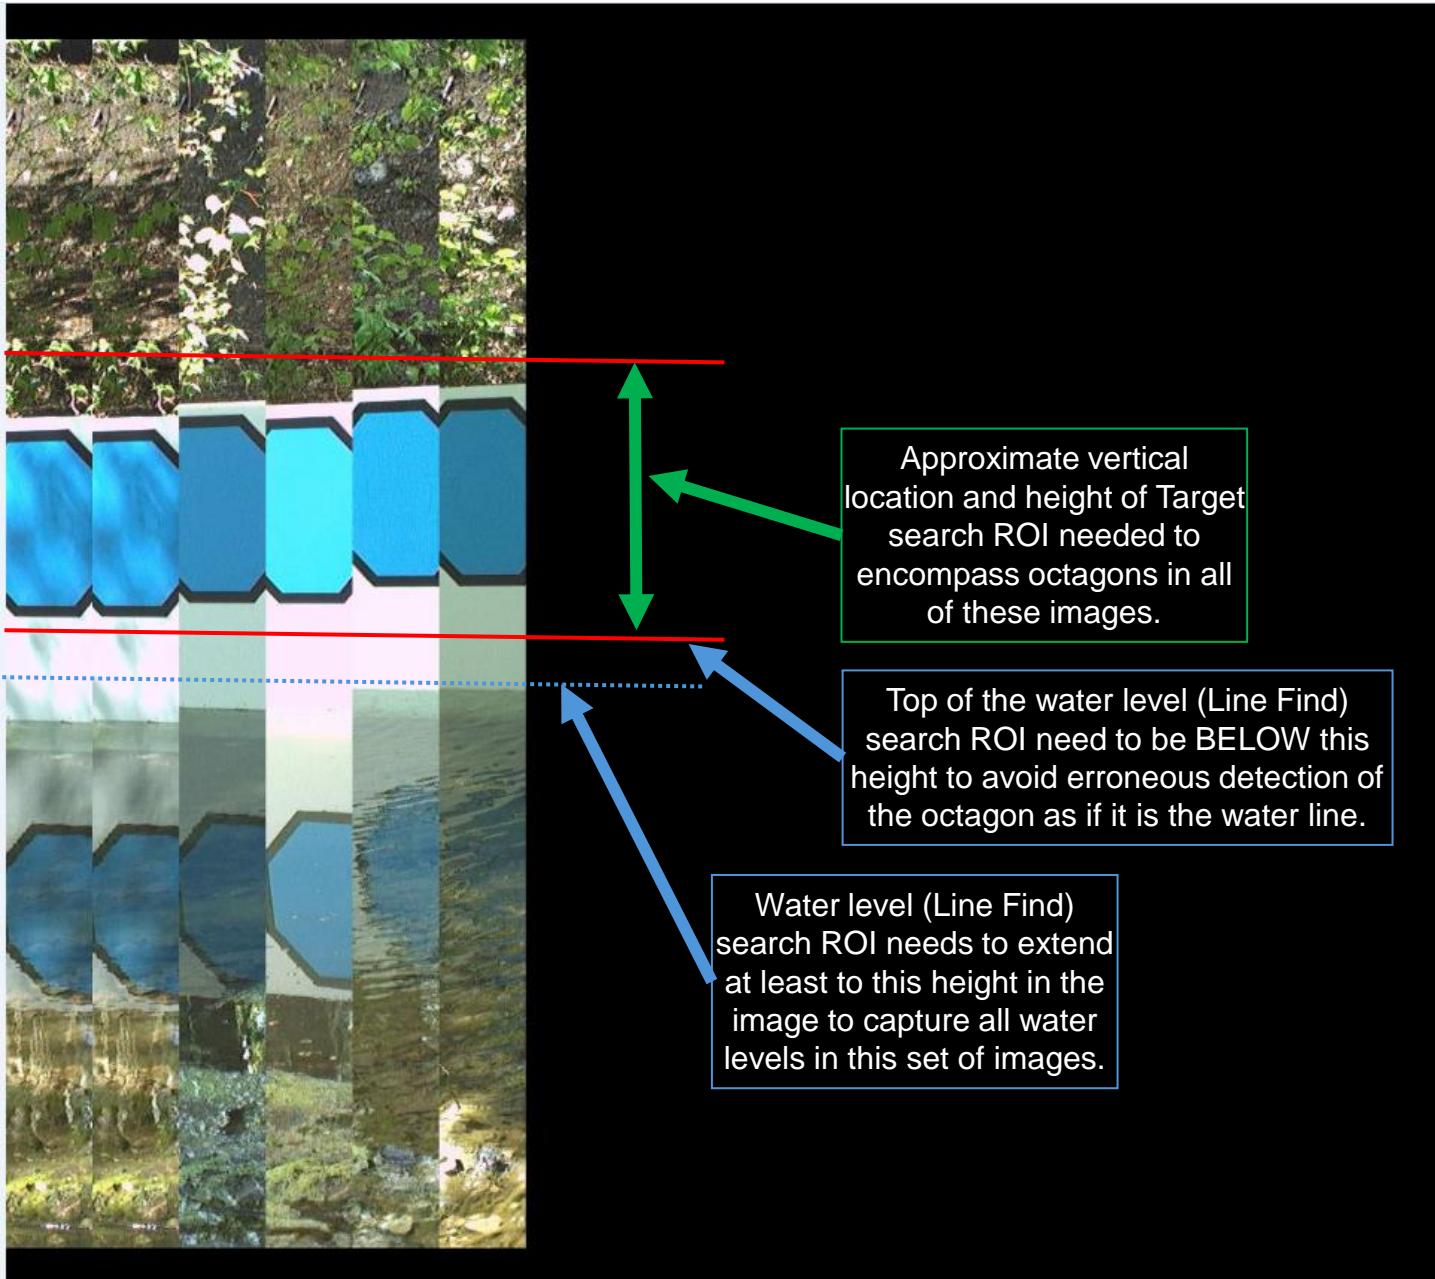 Approximate vertical
location and height of Target
search ROI needed to
encompass octagons in all
of these images.
Top of the water level (Line Find)
search ROI need to be BELOW this
height to avoid erroneous detection of
the octagon as if it is the water line.
Water level (Line Find)
search ROI needs to extend
at least to this height in the
image to capture all water
levels in this set of images.